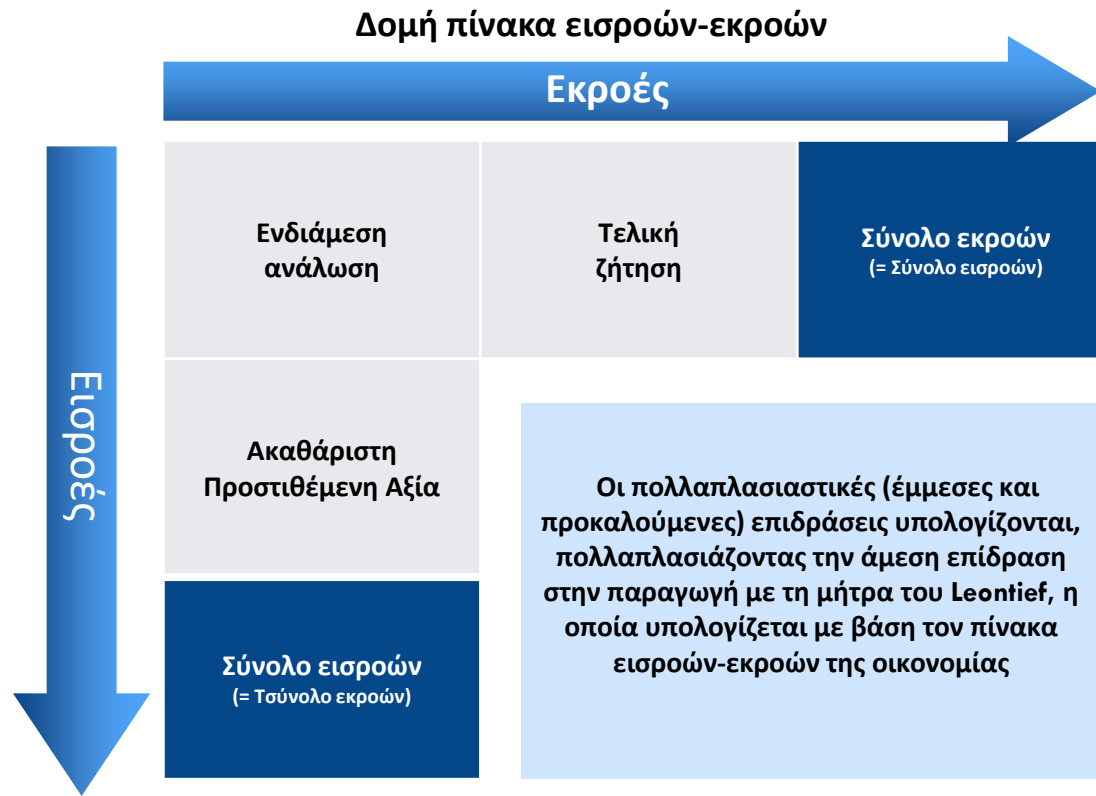 Δομή πίνακα εισροών-εκροών
Εκροές
Εισροές
Ενδιάμεση
ανάλωση
Τελική
ζήτηση
Σύνολο εκροών
(= Σύνολο εισροών)
Ακαθάριστη
Προστιθέμενη Αξία
Σύνολο εισροών
(= Τσύνολο εκροών)
Οι πολλαπλασιαστικές (έμμεσες και
προκαλούμενες) επιδράσεις υπολογίζονται,
πολλαπλασιάζοντας την άμεση επίδραση
στην παραγωγή με τη μήτρα του Leontief, η
οποία υπολογίζεται με βάση τον πίνακα
εισροών-εκροών της οικονομίας